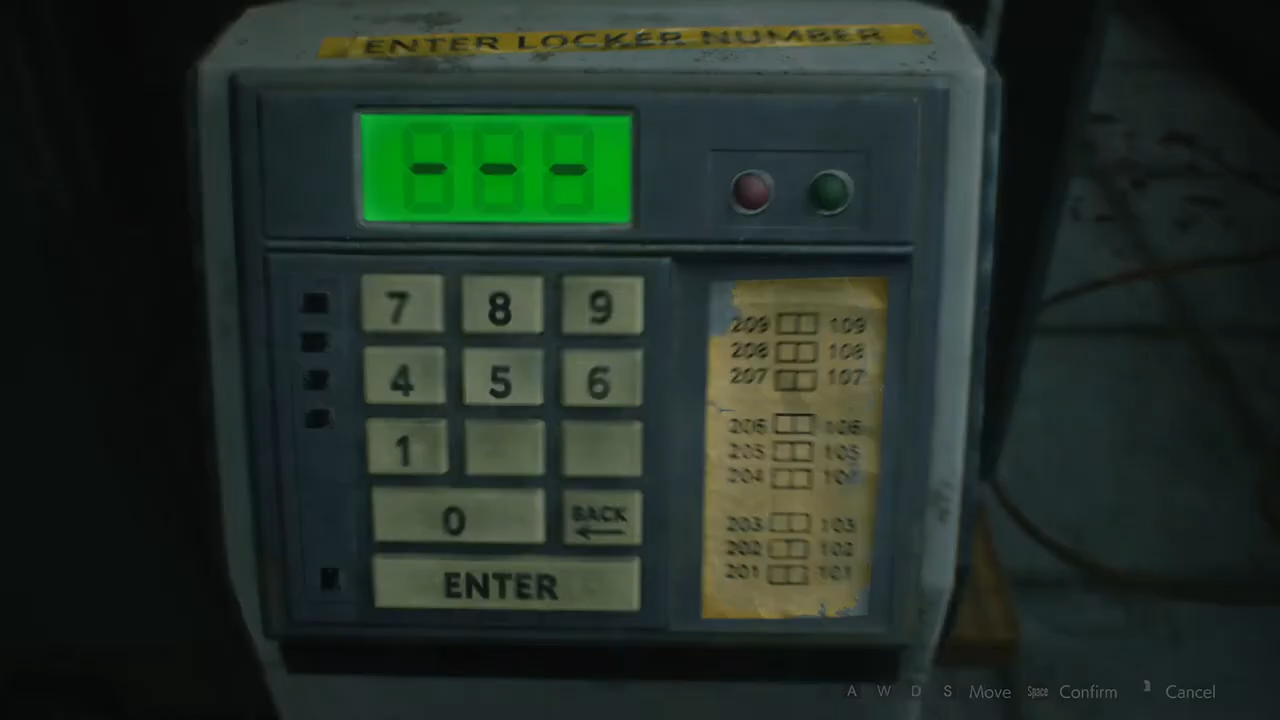 ENTER LOCKER NUMBER
- - -
7 8 9
4 5 6
1
0 BACK
ENTER
209 109
208 108
207 107
206 106
205 105
204
203 103
202 102
201 101
A W D S Move Space Confirm Cancel